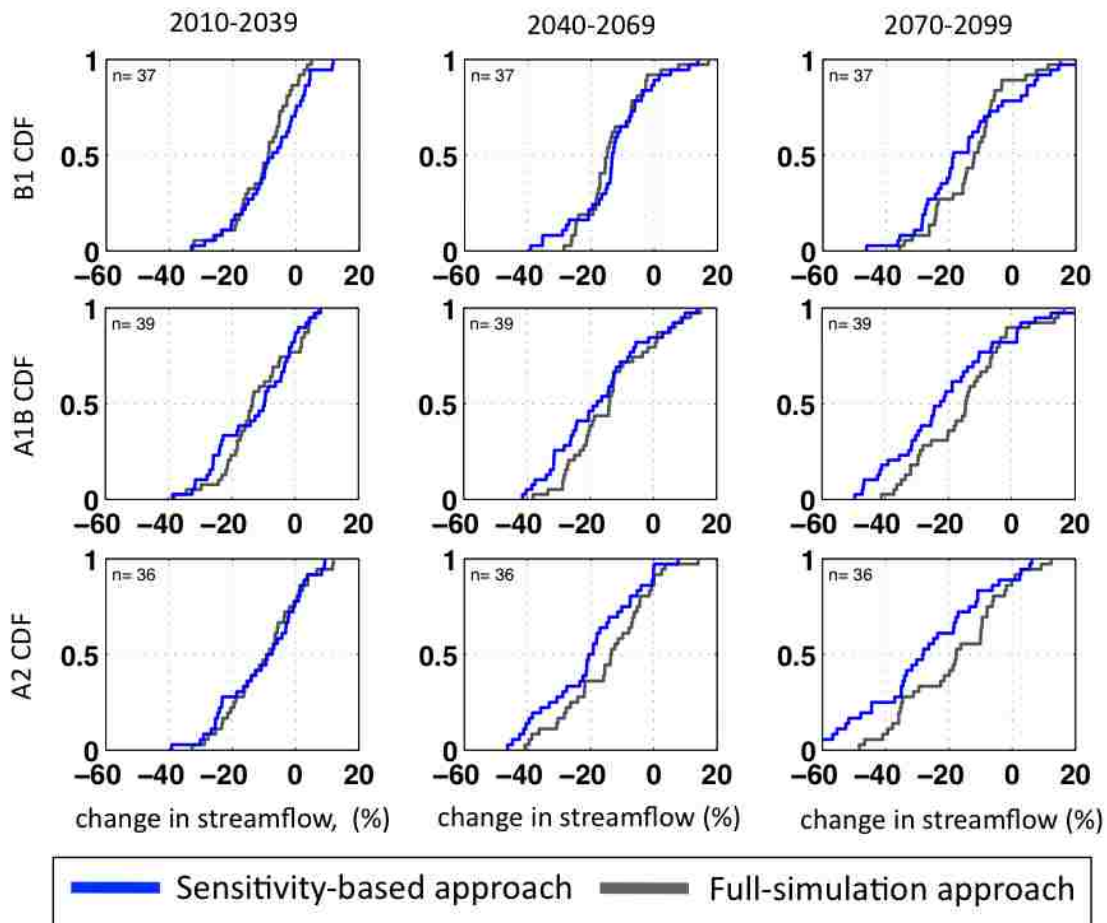 2010-2039 2040-2069 2070-2099
B1 CDF
1 0.5 0
n= 37
−60 −40 −20 0 20
1 0.5 0
n= 37
−60 −40 −20 0 20
1 0.5 0
n= 37
−60 −40 −20 0 20
A1B CDF
1 0.5 0
n= 39
−60 −40 −20 0 20
1 0.5 0
n= 39
−60 −40 −20 0 20
1 0.5 0
n= 39
−60 −40 −20 0 20
A2 CDF
1 0.5 0
n= 36
−60 −40 −20 0 20
1 0.5 0
n= 36
−60 −40 −20 0 20
1 0.5 0
n= 36
−60 −40 −20 0 20
change in streamflow, (%) change in streamflow (%) change in streamflow (%)
Sensitivity-based approach Full-simulation approach